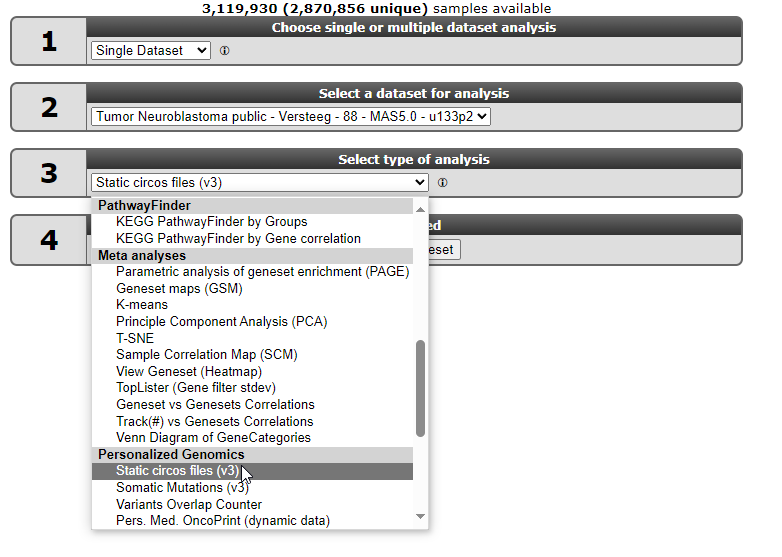 3,119,930 (2,870,856 unique) samples available
1
Choose single or multiple dataset analysis
Single Dataset
2
Select a dataset for analysis
Tumor Neuroblastoma public - Versteeg - 88 - MAS5.0 - u133p2
3
Select type of analysis
Static circos files (v3)
4
PathwayFinder
KEGG PathwayFinder by Groups
KEGG PathwayFinder by Gene correlation
Meta analyses
Parametric analysis of geneset enrichment (PAGE)
Geneset maps (GSM)
K-means
Principle Component Analysis (PCA)
T-SNE
Sample Correlation Map (SCM)
View Geneset (Heatmap)
TopLister (Gene filter stdev)
Geneset vs Genesets Correlations
Track(#) vs Genesets Correlations
Venn Diagram of GeneCategories
Personalized Genomics
Static circos files (v3)
Somatic Mutations (v3)
Variants Overlap Counter
Pers. Med. OncoPrint (dynamic data)